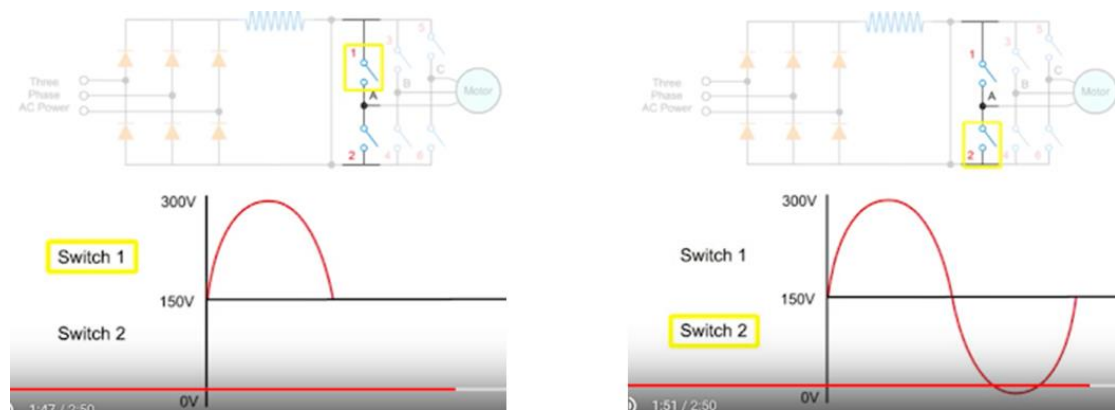 1
3
5
Three
Phase
AC Power
A
B
C
Motor
2
4
6
300V
Switch 1
150V
Switch 2
0V
1:47 / 2:50
1
3
5
Three
Phase
AC Power
A
B
C
Motor
2
4
6
300V
Switch 1
150V
Switch 2
0V
1:51 / 2:50